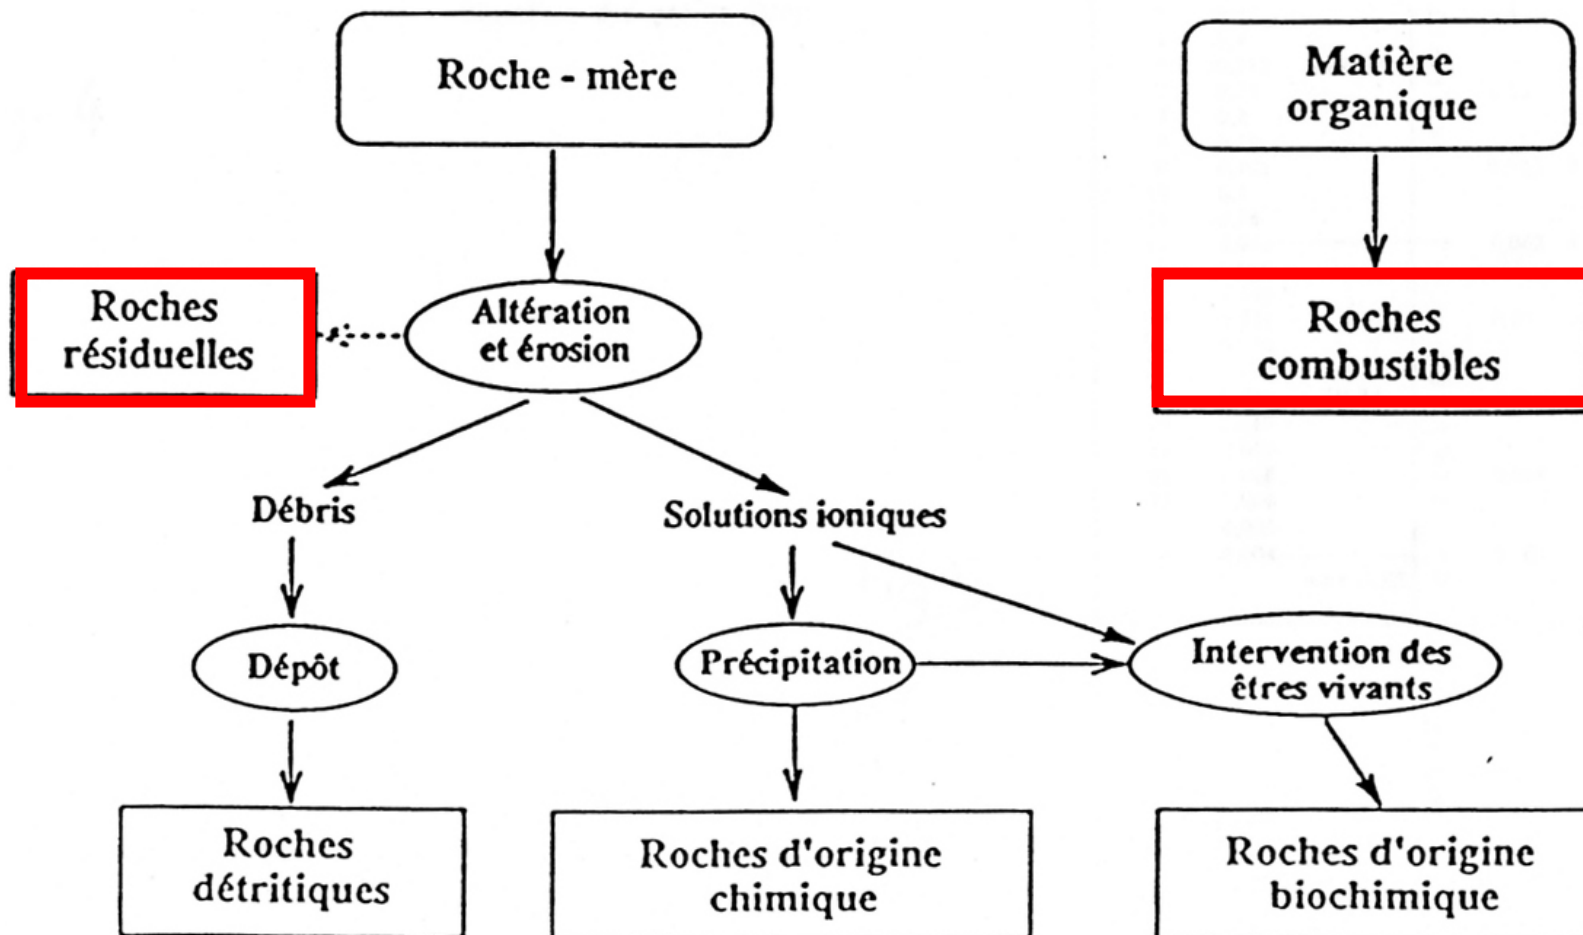 Roche - mère
Matière
organique
Roches
résiduelles
Altération
et érosion
Roches
combustibles
Débris
Solutions ioniques
Dépôt
Précipitation
Intervention des
êtres vivants
Roches
détritiques
Roches d'origine
chimique
Roches d'origine
biochimique